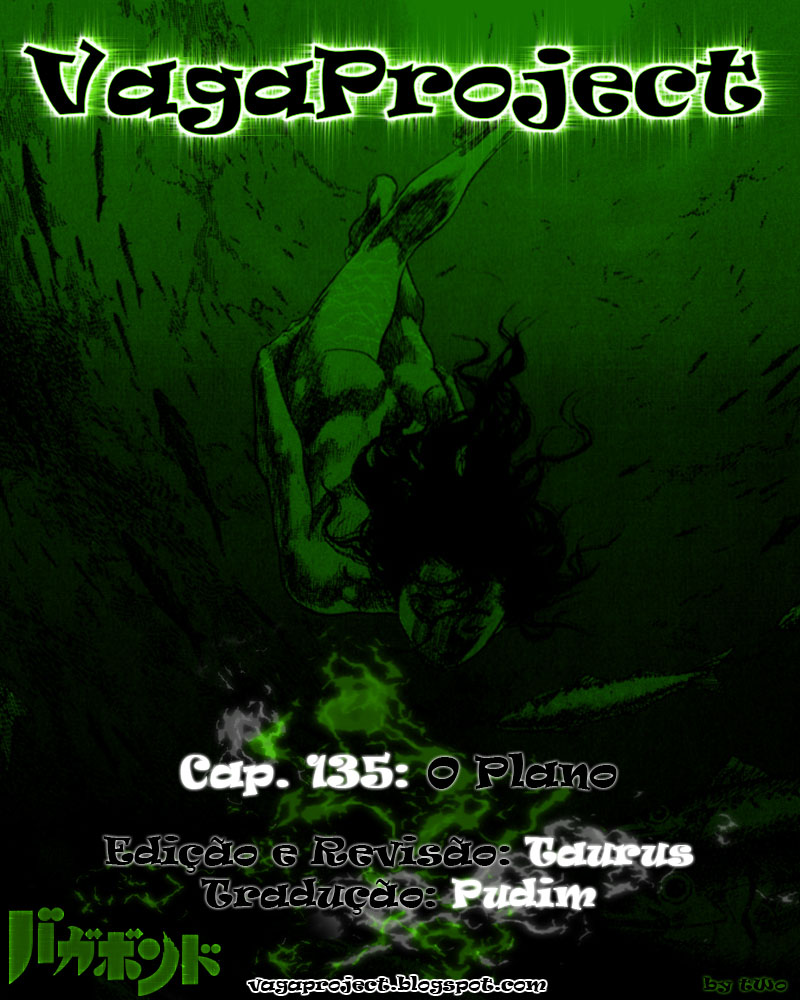 VagaProject
Cap. 135: O Plano
Edição e Revisão: Taurus
Tradução: Pudim
バガボンド
vagaproject.blogspot.com
by tWo